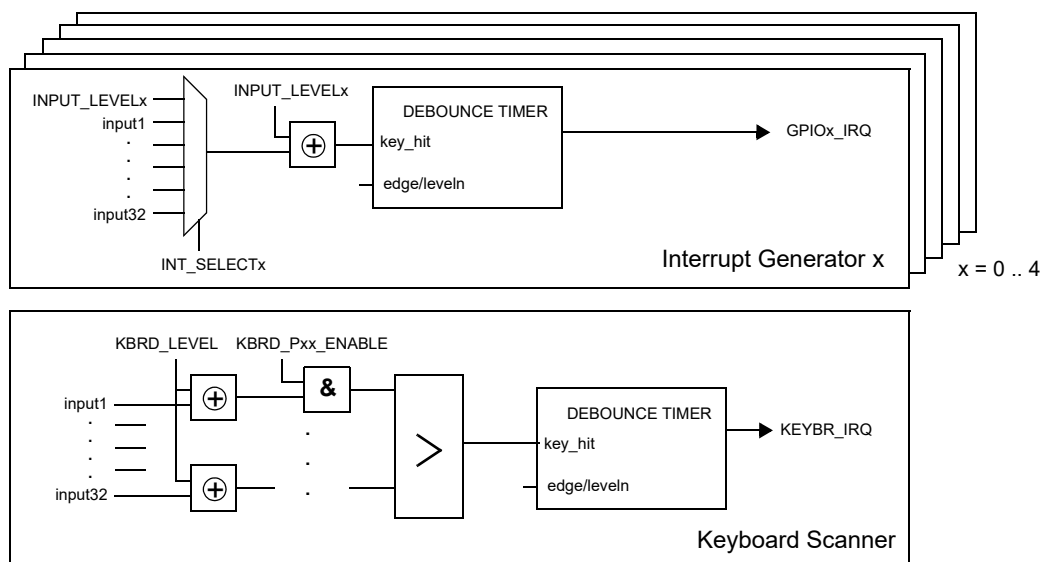 INPUT_LEVELx
INPUT_LEVELx
input1
.
.
.
.
input32
INT_SELECTx
⊕
DEBOUNCE TIMER
key_hit
edge/leveln
GPIOx_IRQ
Interrupt Generator x
x = 0 .. 4
KBRD_LEVEL
KBRD_Pxx_ENABLE
input1
.
.
.
.
input32
⊕
⊕
&
.
.
.
>
DEBOUNCE TIMER
key_hit
edge/leveln
KEYBR_IRQ
Keyboard Scanner